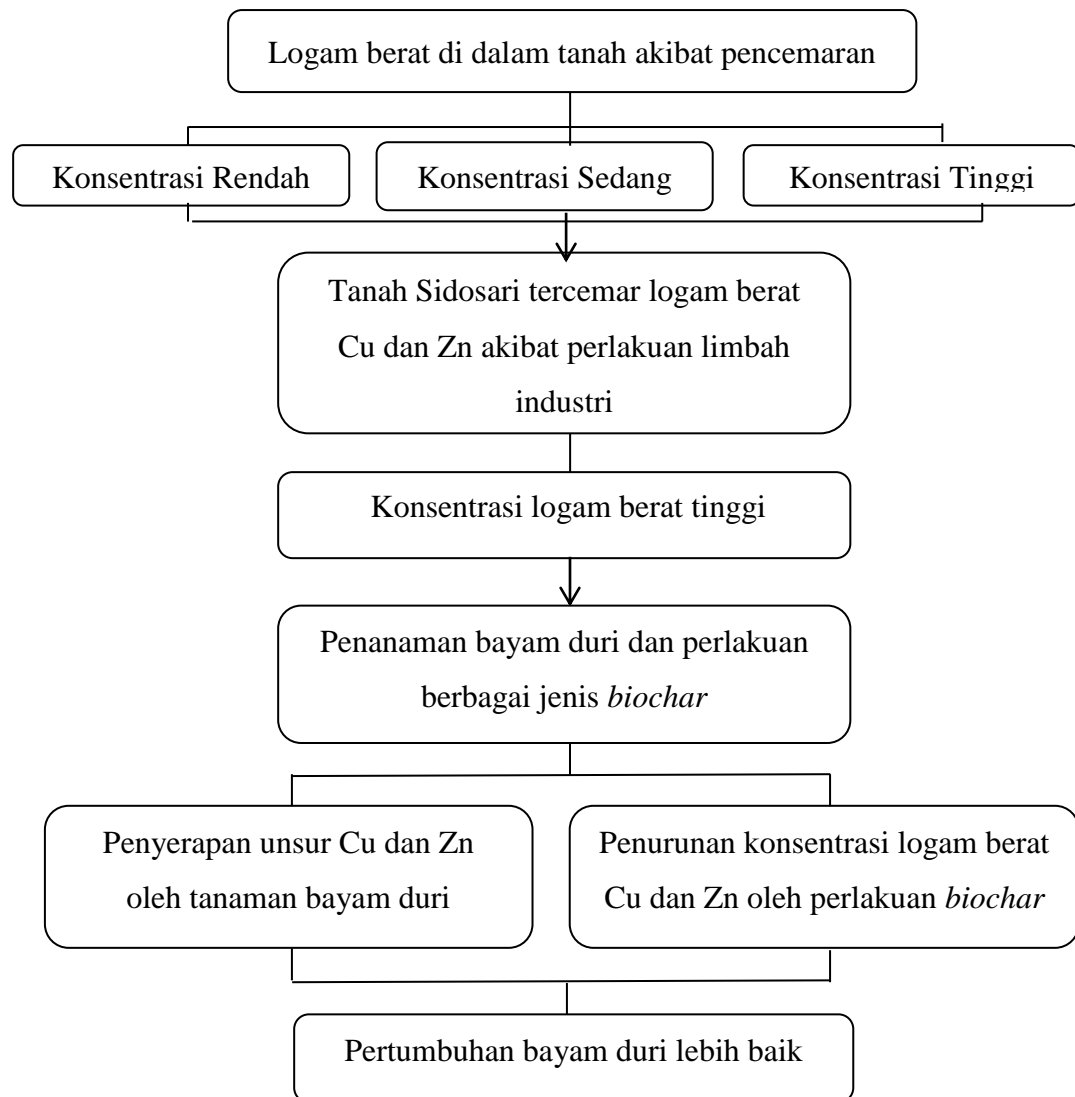 Logam berat di dalam tanah akibat pencemaran
Konsentrasi Rendah
Konsentrasi Sedang
Konsentrasi Tinggi
Tanah Sidosari tercemar logam berat
Cu dan Zn akibat perlakuan limbah
industri
Konsentrasi logam berat tinggi
Penanaman bayam duri dan perlakuan
berbagai jenis biochar
Penyerapan unsur Cu dan Zn
oleh tanaman bayam duri
Penurunan konsentrasi logam berat
Cu dan Zn oleh perlakuan biochar
Pertumbuhan bayam duri lebih baik